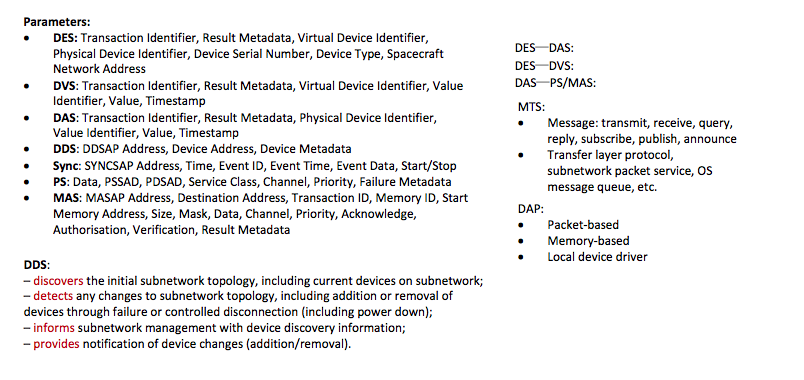 Parameters:
• DES: Transaction Identifier, Result Metadata, Virtual Device Identifier,
Physical Device Identifier, Device Serial Number, Device Type, Spacecraft
Network Address
• DVS: Transaction Identifier, Result Metadata, Virtual Device Identifier, Value
Identifier, Value, Timestamp
• DAS: Transaction Identifier, Result Metadata, Physical Device Identifier,
Value Identifier, Value, Timestamp
• DDS: DDSAP Address, Device Address, Device Metadata
• Sync: SYNCSAP Address, Time, Event ID, Event Time, Event Data, Start/Stop
• PS: Data, PSSAD, PDSAD, Service Class, Channel, Priority, Failure Metadata
• MAS: MASAP Address, Destination Address, Transaction ID, Memory ID, Start
Memory Address, Size, Mask, Data, Channel, Priority, Acknowledge,
Authorisation, Verification, Result Metadata
DDS:
– discovers the initial subnetwork topology, including current devices on subnetwork;
– detects any changes to subnetwork topology, including addition or removal of
devices through failure or controlled disconnection (including power down);
– informs subnetwork management with device discovery information;
– provides notification of device changes (addition/removal).
DES—DAS:
DES—DVS:
DAS—PS/MAS:
MTS:
• Message: transmit, receive, query,
reply, subscribe, publish, announce
• Transfer layer protocol,
subnetwork packet service, OS
message queue, etc.
DAP:
• Packet-based
• Memory-based
• Local device driver